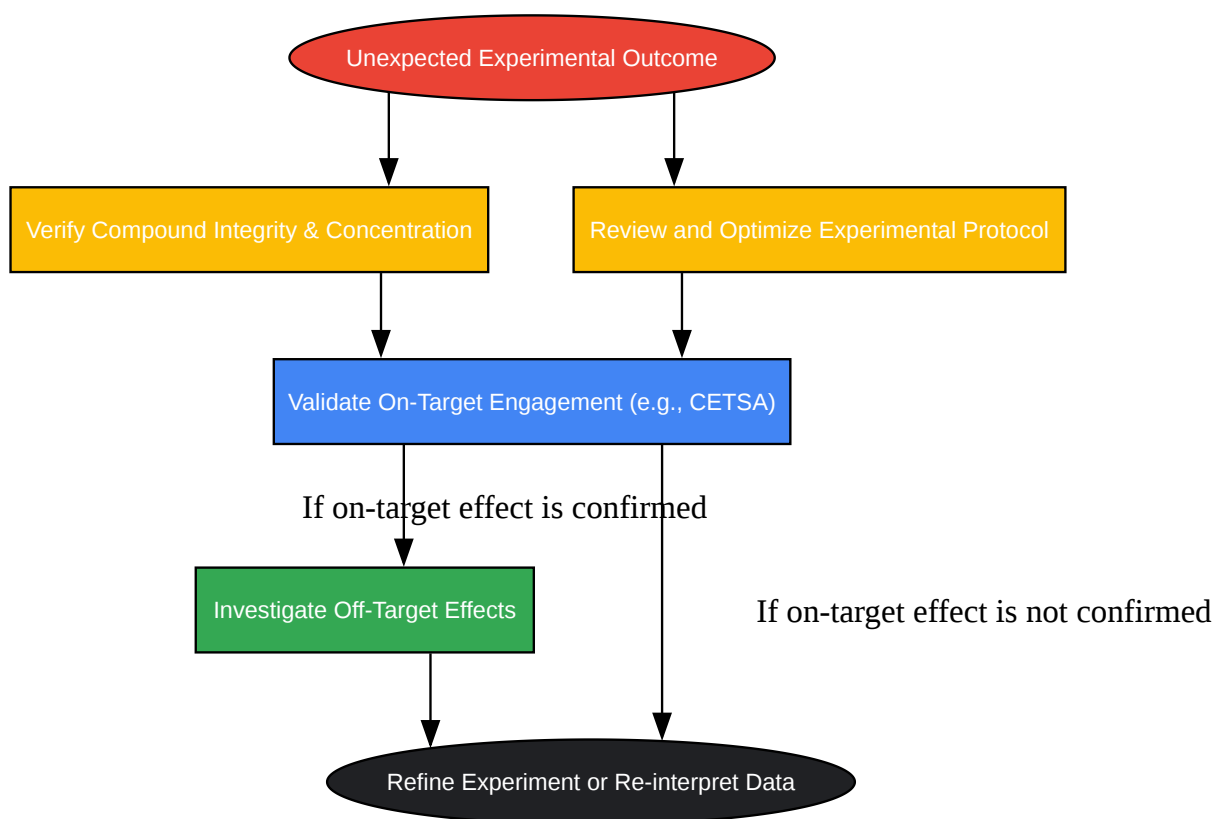 Unexpected Experimental Outcome
Verify Compound Integrity & Concentration
Review and Optimize Experimental Protocol
Validate On-Target Engagement (e.g., CETSA)
If on-target effect is confirmed
Investigate Off-Target Effects
If on-target effect is not confirmed
Refine Experiment or Re-interpret Data